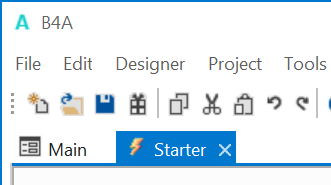 B4A
File Edit Designer Project Tools
Main Starter